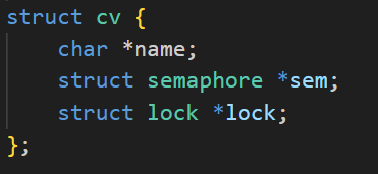 struct cv {
    char *name;
    struct semaphore *sem;
    struct lock *lock;
};